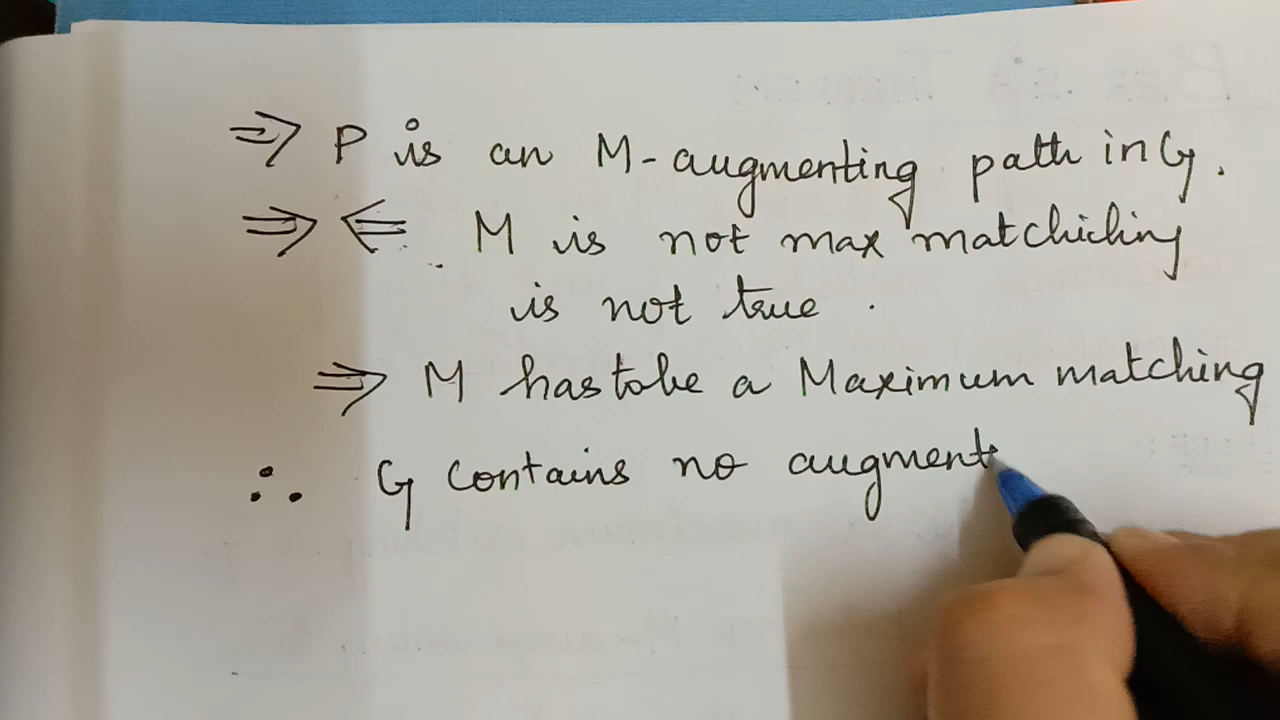 ⇒ P is an M-augmenting path in G.
⇒⇐ M is not max matchiching
is not true.
⇒ M has to be a Maximum matching
∴ G contains no augment